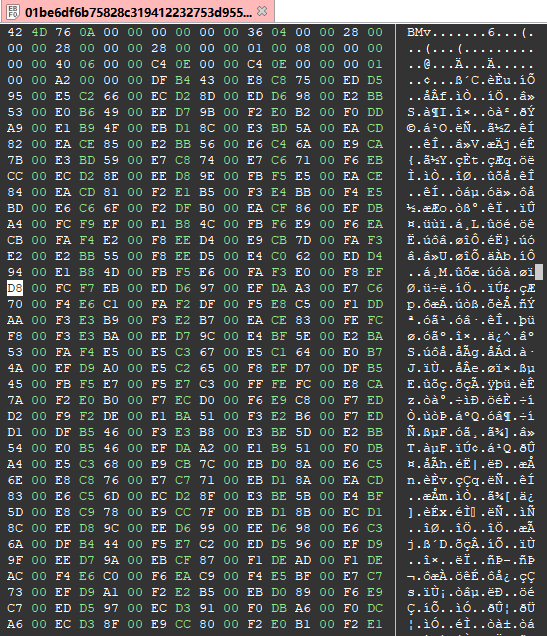 01be6df6b75828c319412232753d955...
42 4D 76 0A 00 00 00 00 00 00 36 04 00 00 28 00 BMv.......6...(.
00 00 28 00 00 00 28 00 00 00 01 00 08 00 00 00 ..(...(.........
00 00 40 06 00 00 C4 0E 00 00 C4 0E 00 00 00 01 ..@...Ä...Ä.....
00 00 A2 00 00 00 DF B4 43 00 E8 C8 75 00 ED D5 ..¢...ß´C.èÈu.íÕ
95 00 E5 C2 66 00 EC D2 8D 00 ED D6 98 00 E2 BB ..åÂf.ìÒ..íÖ..â»
53 00 E0 B6 49 00 EE D7 9B 00 F2 E0 B2 00 F0 DD S.à¶I.î×..òà².ðÝ
A9 00 E1 B9 4F 00 EB D1 8C 00 E3 BD 5A 00 EA CD ©.á¹O.ëÑ..ã½Z.êÍ
82 00 EA CE 85 00 E2 BB 56 00 E6 C4 6A 00 E9 CA ..êÎ..â»V.æÄj.éÊ
7B 00 E3 BD 59 00 E7 C8 74 00 E7 C6 71 00 F6 EB {.ã½Y.çÈt.çÆq.öë
CC 00 EC D2 8E 00 EE D8 9E 00 FB F5 E5 00 EA CE Ì.ìÒ..îØ..ûõå.êÎ
84 00 EA CD 81 00 F2 E1 B5 00 F3 E4 BB 00 F4 E5 ..êÍ..òáµ.óä».ôå
BD 00 E6 C6 6F 00 F2 DF B0 00 EA CF 86 00 EF DB ½.æÆo.òß°.êÏ..ïÛ
A4 00 FC F9 EF 00 E1 B8 4C 00 FB F6 E9 00 F6 EA ¤.üùï.á¸L.ûöé.öê
CB 00 FA F4 E2 00 F8 EE D4 00 E9 CB 7D 00 FA F3 Ë.úôâ.øîÔ.éË}.úó
E2 00 E2 BB 55 00 F8 EE D5 00 E4 C0 62 00 ED D4 â.â»U.øîÕ.äÀb.íÔ
94 00 E1 B8 4D 00 FB F5 E6 00 FA F3 E0 00 F8 EF ..á¸M.ûõæ.úóà.øï
D8 00 FC F7 EB 00 ED D6 97 00 EF DA A3 00 E7 C6 Ø.ü÷ë.íÖ..ïÚ£.çÆ
70 00 F4 E6 C1 00 FA F2 DF 00 F5 E8 C5 00 F1 DD p.ôæÁ.úòß.õèÅ.ñÝ
AA 00 F3 E3 B9 00 F3 E2 B7 00 EA CE 83 00 FE FC ª.óã¹.óâ·.êÎ..þü
F8 00 F3 E3 BA 00 EE D7 9C 00 E4 BF 5E 00 E2 BA ø.óãº.î×..ä¿^.âº
53 00 FA F4 E5 00 E5 C3 67 00 E5 C1 64 00 E0 B7 S.úôå.åÃg.åÁd.à·
4A 00 EF D9 A0 00 E5 C2 65 00 F8 EF D7 00 DF B5 J.ïÙ .åÂe.øï×.ßµ
45 00 FB F5 E7 00 F5 E7 C3 00 FF FE FC 00 E8 CA E.ûõç.õçÃ.ÿþü.èÊ
7A 00 F2 E0 B0 00 F7 EC D0 00 F6 E9 C8 00 F7 ED z.òà°.÷ìÐ.öéÈ.÷í
D2 00 F9 F2 DE 00 E1 BA 51 00 F3 E2 B6 00 F7 ED Ò.ùòÞ.áºQ.óâ¶.÷í
D1 00 DF B5 46 00 F3 E3 B8 00 E3 BE 5D 00 E2 BB Ñ.ßµF.óã¸.ã¾].â»
54 00 E0 B5 46 00 EF DA A2 00 E1 B9 51 00 F0 DB T.àµF.ïÚ¢.á¹Q.ðÛ
A4 00 E5 C3 68 00 E9 CB 7C 00 EB D0 8A 00 E6 C5 ¤.åÃh.éË|.ëÐ..æÅ
6E 00 E8 C8 76 00 E7 C7 71 00 EB D1 8A 00 EA CD n.èÈv.çÇq.ëÑ..êÍ
83 00 E6 C5 6D 00 EC D2 8F 00 E3 BE 5B 00 E4 BF ..æÅm.ìÒ..ã¾[.ä¿
5D 00 E8 C9 78 00 E9 CC 7F 00 EB D1 8B 00 EC D1 ].èÉx.éÌ..ëÑ..ìÑ
8C 00 EE D8 9C 00 EE D6 99 00 EE D6 98 00 E6 C3 ..îØ..îÖ..îÖ..æÃ
6A 00 DF B4 44 00 F5 E7 C2 00 ED D5 96 00 EF D9 j.ß´D.õçÂ.íÕ..ïÙ
9F 00 EE D7 9A 00 EB CF 87 00 F1 DE AD 00 F1 DE ..î×..ëÏ..ñÞ-.ñÞ
AC 00 F4 E6 C0 00 F6 EA C9 00 F4 E5 BF 00 E7 C7 ¬.ôæÀ.öêÉ.ôå¿.çÇ
73 00 EF D9 A1 00 F2 E2 B5 00 EB D0 89 00 F6 E9 s.ïÙ¡.òâµ.ëÐ..öé
C7 00 ED D5 97 00 EC D3 91 00 F0 DB A6 00 F0 DC Ç.íÕ..ìÓ..ðÛ¦.ðÜ
A6 00 EC D3 8F 00 E9 CC 80 00 F2 E0 B1 00 F2 E1 ¦.ìÓ..éÌ..òà±.òá